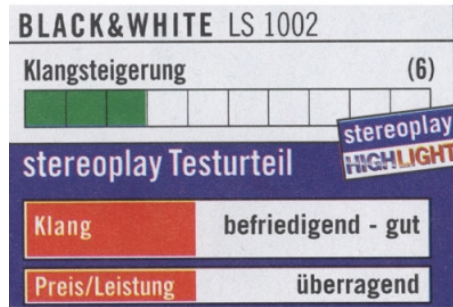 BLACK&WHITE LS 1002
Klangsteigerung (6)
stereoplay
HIGHLIGHT
stereoplay Testurteil
Klang befriedigend - gut
Preis/Leistung überragend